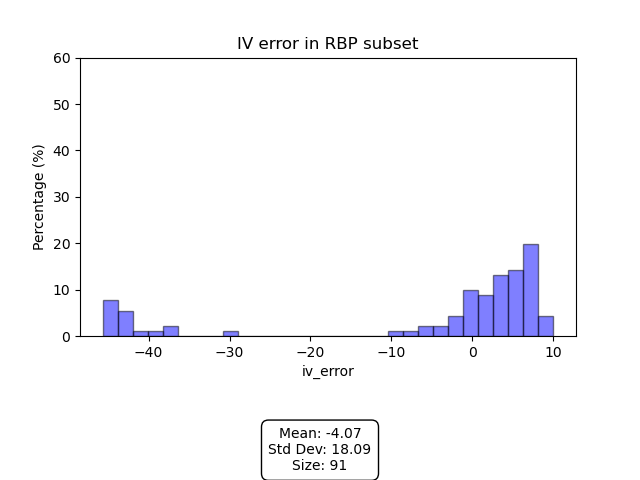 IV error in RBP subset
60
50
40
30
20
10
0
Percentage (%)
−40
−30
−20
−10
0
10
iv_error
Mean: -4.07
Std Dev: 18.09
Size: 91